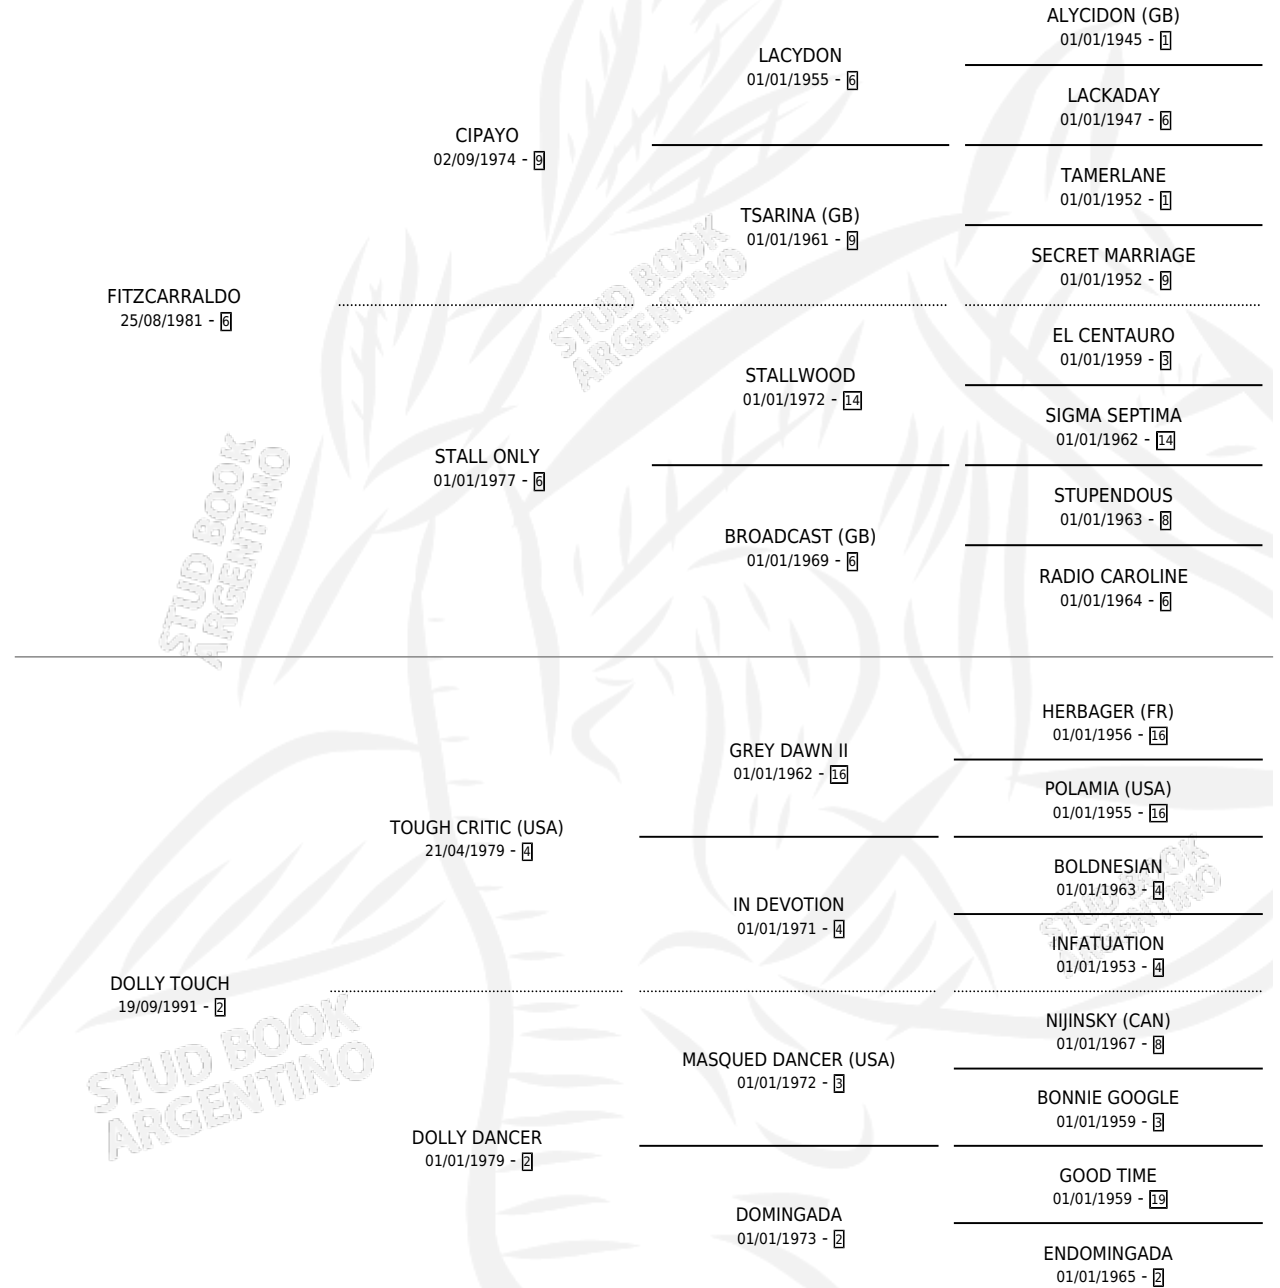 ALYCIDON (GB)
01/01/1945 - 1
LACYDON
01/01/1955 - 6
LACKADAY
01/01/1947 - 6
CIPAYO
02/09/1974 - 9
TAMERLANE
01/01/1952 - 1
TSARINA (GB)
01/01/1961 - 9
SECRET MARRIAGE
01/01/1952 - 9
FITZCARRALDO
25/08/1981 - 6
STUD BOOK
ARGENTINO
EL CENTAURO
01/01/1959 - 3
STALLWOOD
01/01/1972 - 14
SIGMA SEPTIMA
01/01/1962 - 14
STALL ONLY
01/01/1977 - 6
STUPENDOUS
01/01/1963 - 8
BROADCAST (GB)
01/01/1969 - 6
RADIO CAROLINE
01/01/1964 - 6
STUD BOOK
ARGENTINO
HERBAGER (FR)
01/01/1956 - 16
GREY DAWN II
01/01/1962 - 16
POLAMIA (USA)
01/01/1955 - 16
TOUGH CRITIC (USA)
21/04/1979 - 4
BOLDNESIAN
01/01/1963 - 4
IN DEVOTION
01/01/1971 - 4
INFATUATION
01/01/1953 - 4
STUD BOOK
ARGENTINO
DOLLY TOUCH
19/09/1991 - 2
NIJINSKY (CAN)
01/01/1967 - 8
MASQUED DANCER (USA)
01/01/1972 - 3
BONNIE GOOGLE
01/01/1959 - 3
STUD BOOK
ARGENTINO
DOLLY DANCER
01/01/1979 - 2
GOOD TIME
01/01/1959 - 19
DOMINGADA
01/01/1973 - 2
ENDOMINGADA
01/01/1965 - 2